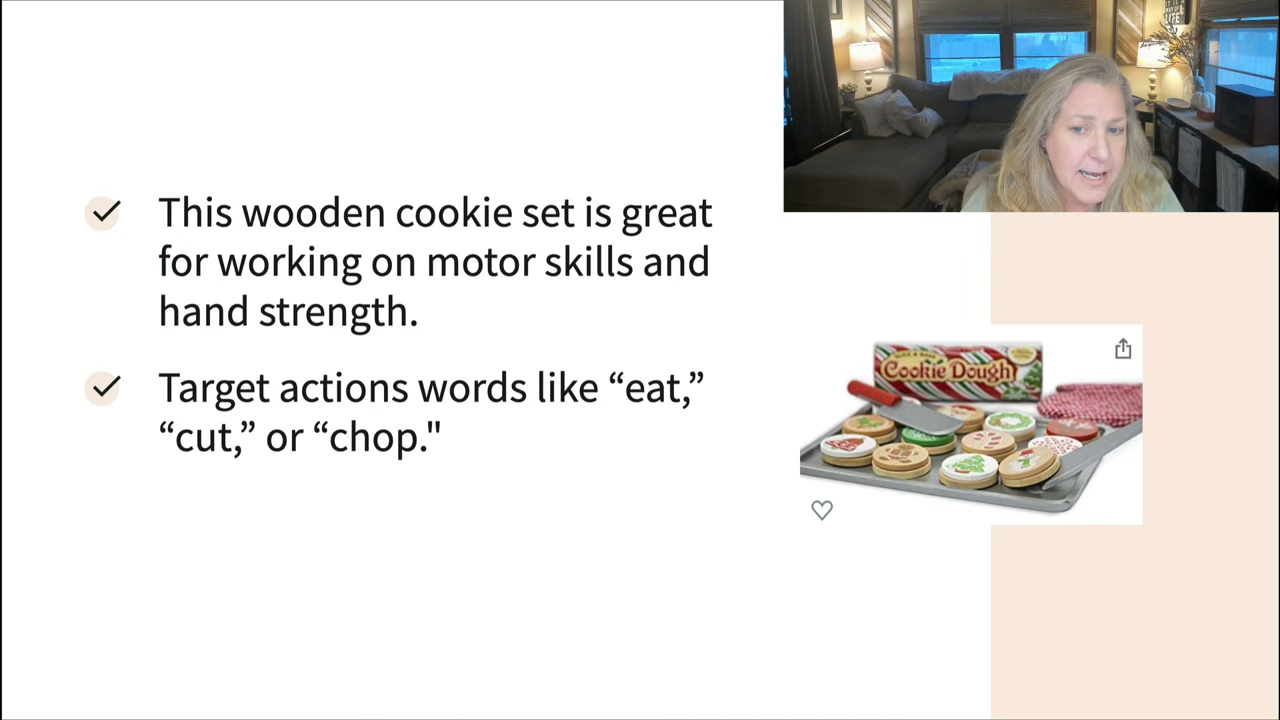 This wooden cookie set is great
for working on motor skills and
hand strength.
Target actions words like “eat,”
“cut,” or “chop."
Cookie Dough
LIFE